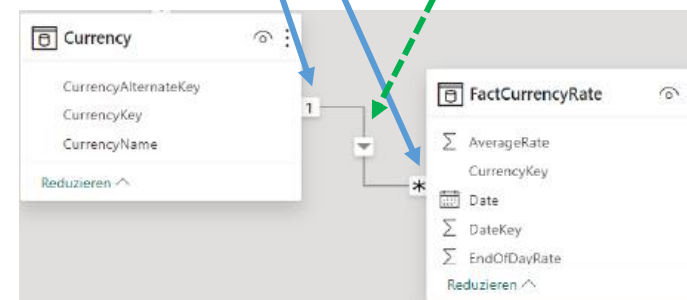 Currency
CurrencyAlternateKey
CurrencyKey
CurrencyName
Reduzieren
1
*
FactCurrencyRate
AverageRate
CurrencyKey
Date
DateKey
EndOfDayRate
Reduzieren